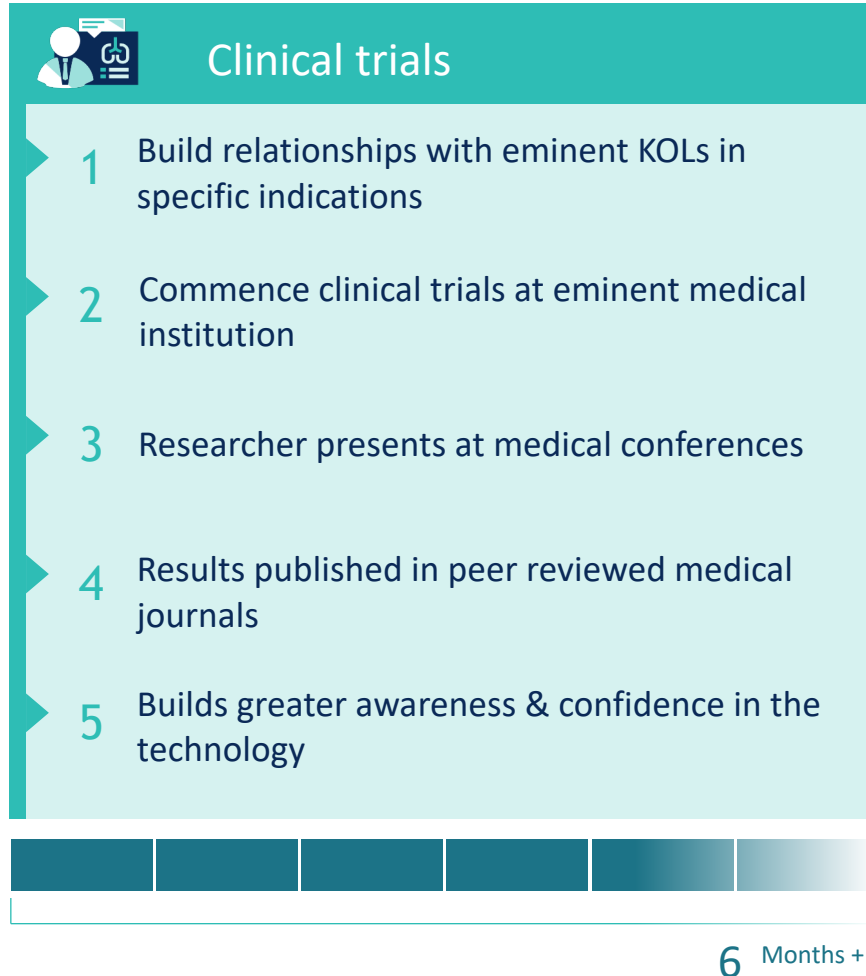 Clinical trials
1
Build relationships with eminent KOLs in
specific indications
2
Commence clinical trials at eminent medical
institution
3
Researcher presents at medical conferences
4
Results published in peer reviewed medical
journals
5
Builds greater awareness & confidence in the
technology
6 Months +